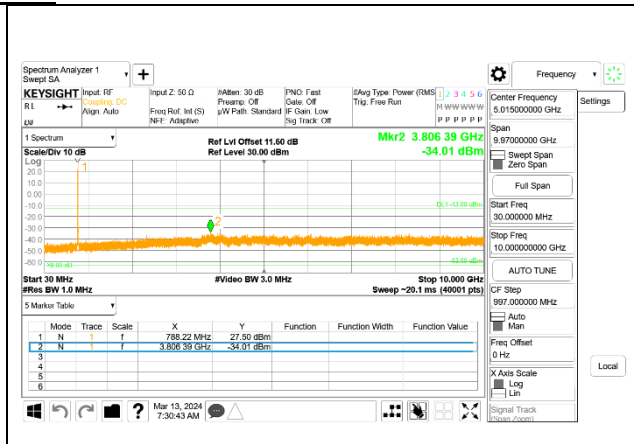 Spectrum Analyzer 1
Swept SA
+
Frequency
KEYSIGHT
Input: RF
Coupling: DC
Align: Auto
Input Z: 50 Ω
Freq Ref: Int (S)
NFE: Adaptive
#Atten: 30 dB
Preamp: Off
µW Path: Standard
PNO: Fast
Gate: Off
IF Gain: Low
Sig Track: Off
#Avg Type: Power (RMS
Trig: Free Run
1 2 3 4 5 6
M W W W W W
P P P P P P
RL
Center Frequency
5.015000000 GHz
Settings
Span
9.97000000 GHz
Swept Span
Zero Span
Full Span
Start Freq
30.000000 MHz
Stop Freq
10.000000000 GHz
AUTO TUNE
CF Step
997.000000 MHz
Auto
Man
Freq Offset
0 Hz
X Axis Scale
Log
Lin
Signal Track
(Span Zoom)
Local
1 Spectrum
Scale/Div 10 dB
Ref Lvl Offset 11.60 dB
Ref Level 30.00 dBm
Mkr2 3.806 39 GHz
-34.01 dBm
Log
20.0
10.0
0.00
-10.0
-20.0
-30.0
-40.0
-50.0
-60.0
1
2
Start 30 MHz
#Res BW 1.0 MHz
#Video BW 3.0 MHz
Stop 10.000 GHz
Sweep ~20.1 ms (40001 pts)
5 Marker Table
Mode Trace Scale X Y Function Function Width Function Value
1 N 1 f 788.22 MHz 27.50 dBm
2 N 1 f 3.806 39 GHz -34.01 dBm
3
4
5
6
?
Mar 13, 2024
7:30:43 AM